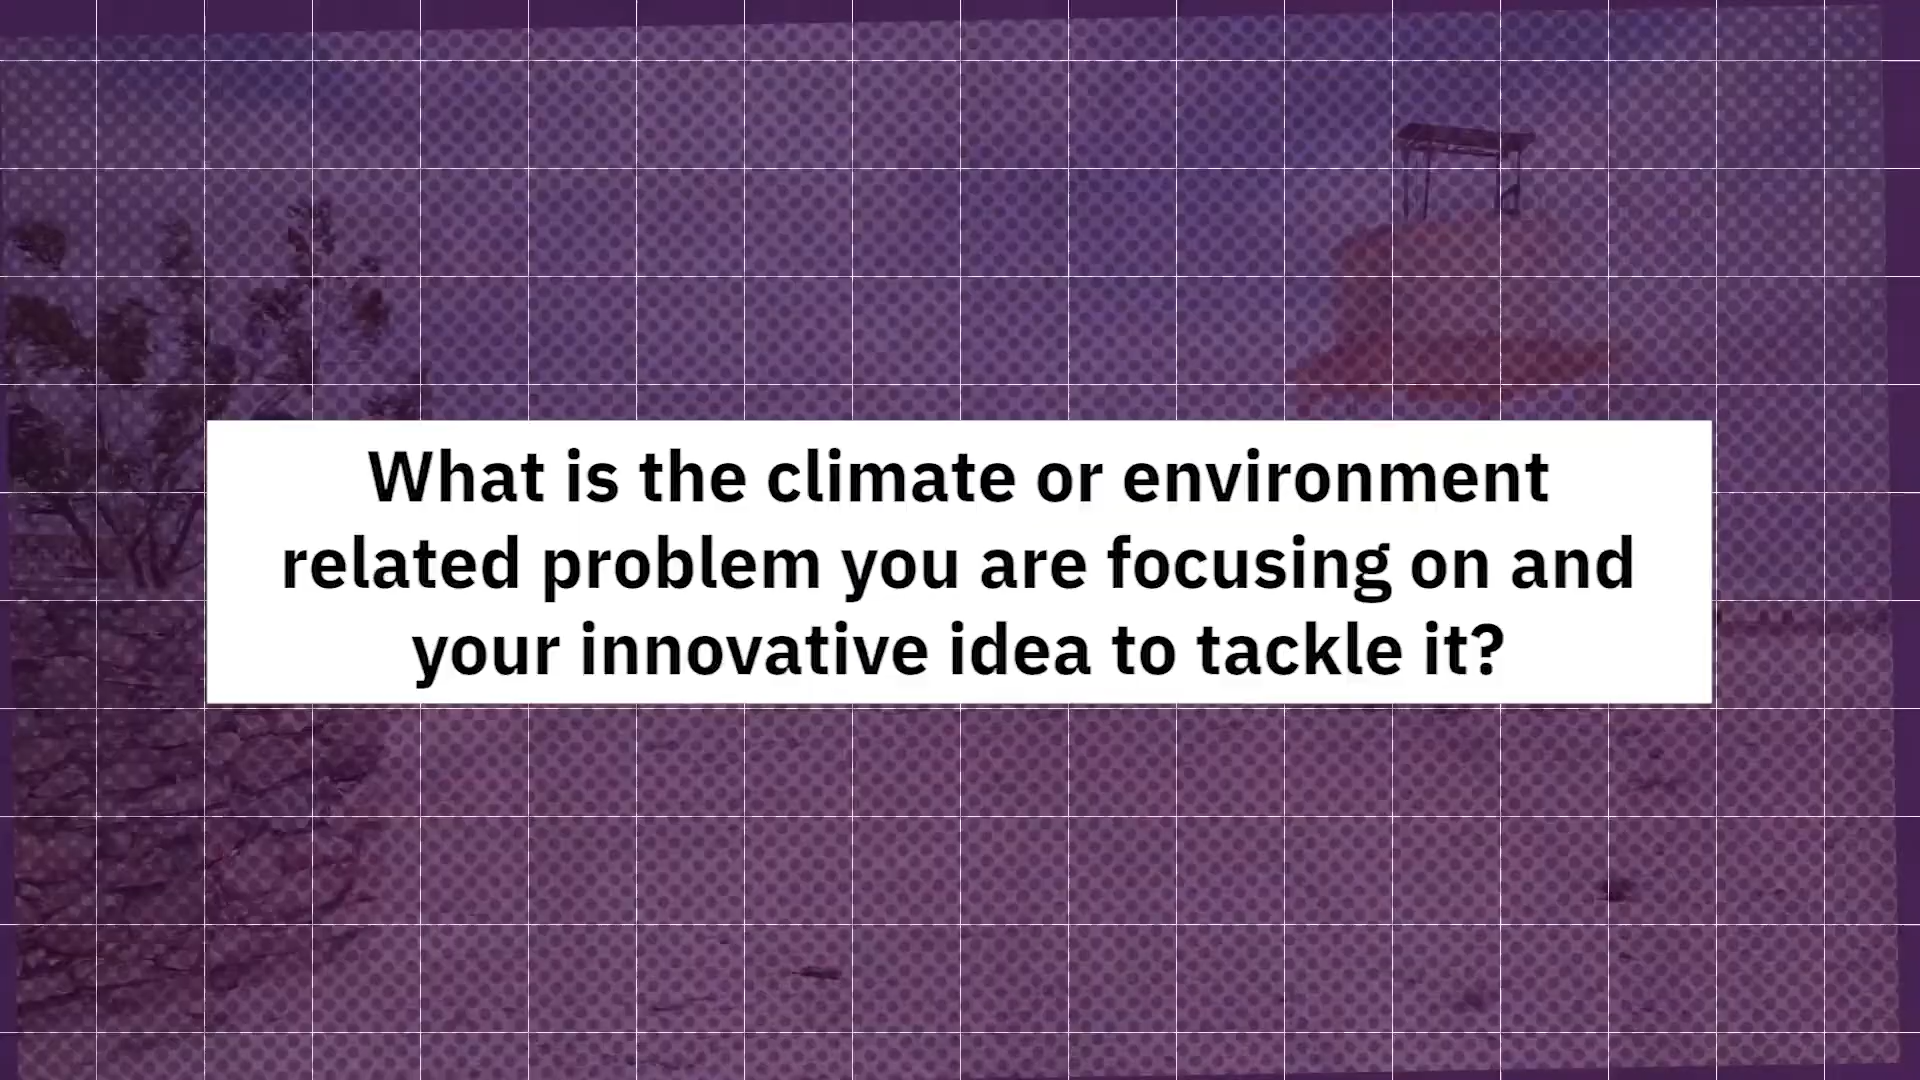 What is the climate or environment
related problem you are focusing on and
your innovative idea to tackle it?